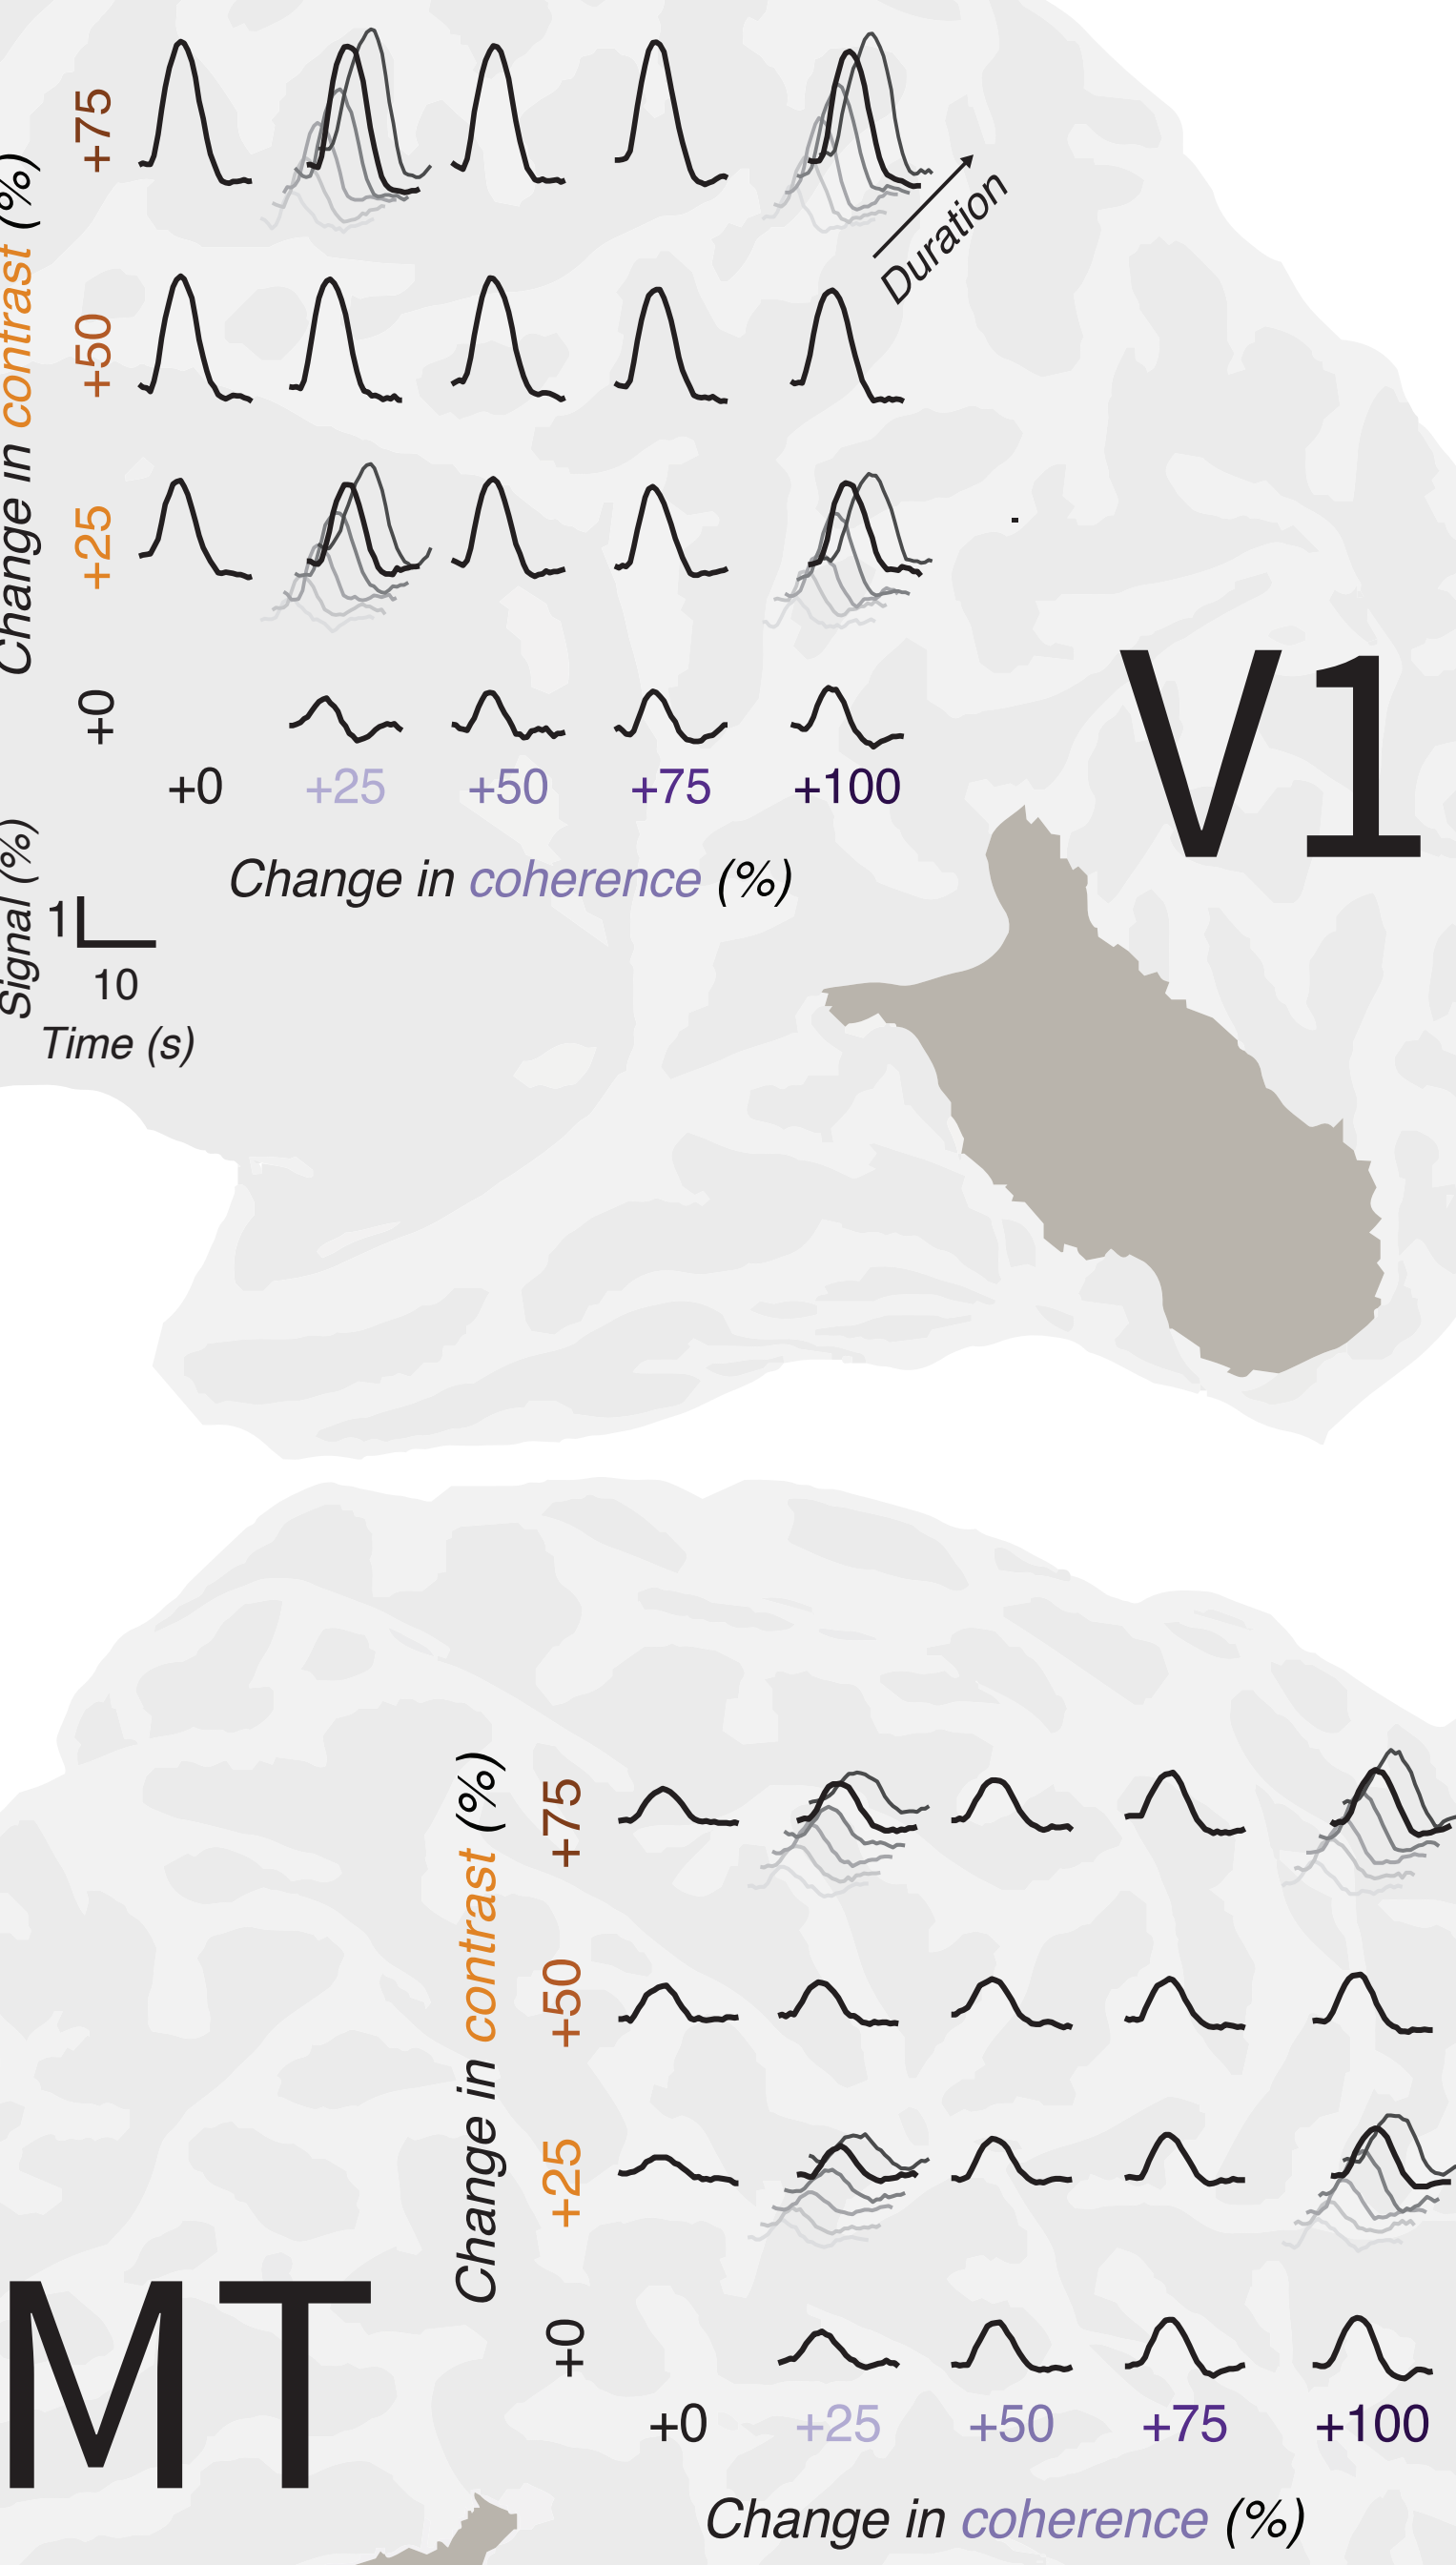 Change in contrast (%)
+75
+50
+25
+0
Duration
V1
+0 +25 +50 +75 +100
Change in coherence (%)
Signal (%)
1
10
Time (s)
Change in contrast (%)
+75
+50
+25
+0
MT
+0 +25 +50 +75 +100
Change in coherence (%)